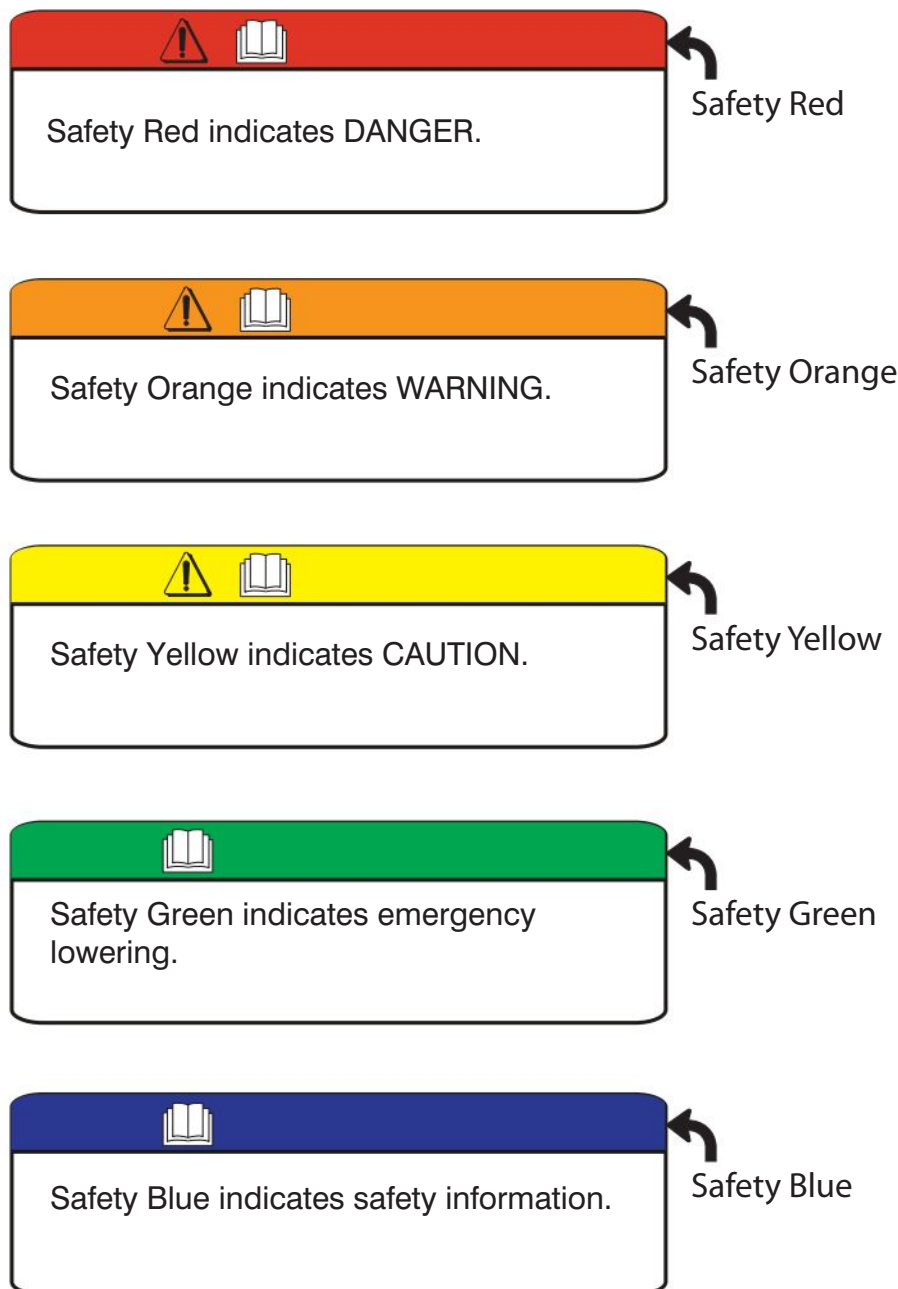 Safety Red
Safety Red indicates DANGER.
Safety Orange
Safety Orange indicates WARNING.
Safety Yellow
Safety Yellow indicates CAUTION.
Safety Green
Safety Green indicates emergency
lowering.
Safety Blue
Safety Blue indicates safety information.